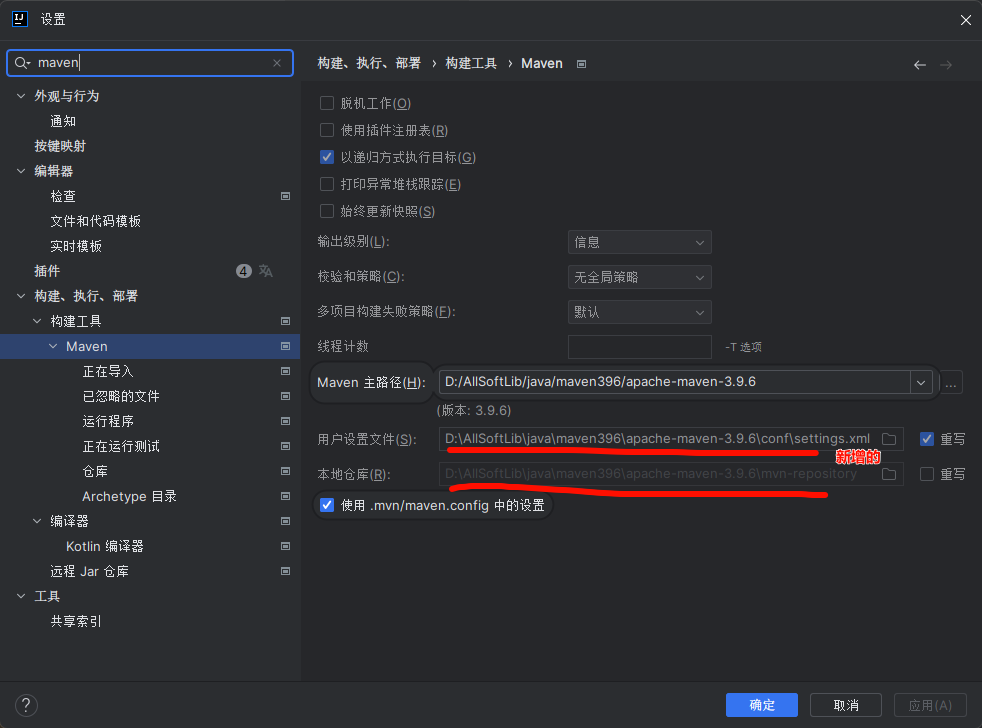 设置
maven
外观与行为
通知
按键映射
编辑器
检查
文件和代码模板
实时模板
插件 4
构建、执行、部署
构建工具
Maven
正在导入
已忽略的文件
运行程序
正在运行测试
仓库
Archetype 目录
编译器
Kotlin 编译器
远程 Jar 仓库
工具
共享索引
构建、执行、部署 › 构建工具 › Maven
脱机工作(O)
使用插件注册表(R)
以递归方式执行目标(G)
打印异常堆栈跟踪(E)
始终更新快照(S)
输出级别(L): 信息
校验和策略(C): 无全局策略
多项目构建失败策略(F): 默认
线程计数 -T 选项
Maven 主路径(H): D:/AllSoftLib/java/maven396/apache-maven-3.9.6 ...
(版本: 3.9.6)
用户设置文件(S): D:\AllSoftLib\java\maven396\apache-maven-3.9.6\conf\settings.xml 重写
新增的
本地仓库(R): D:\AllSoftLib\java\maven396\apache-maven-3.9.6\mvn-repository 重写
使用 .mvn/maven.config 中的设置
? 确定 取消 应用(A)